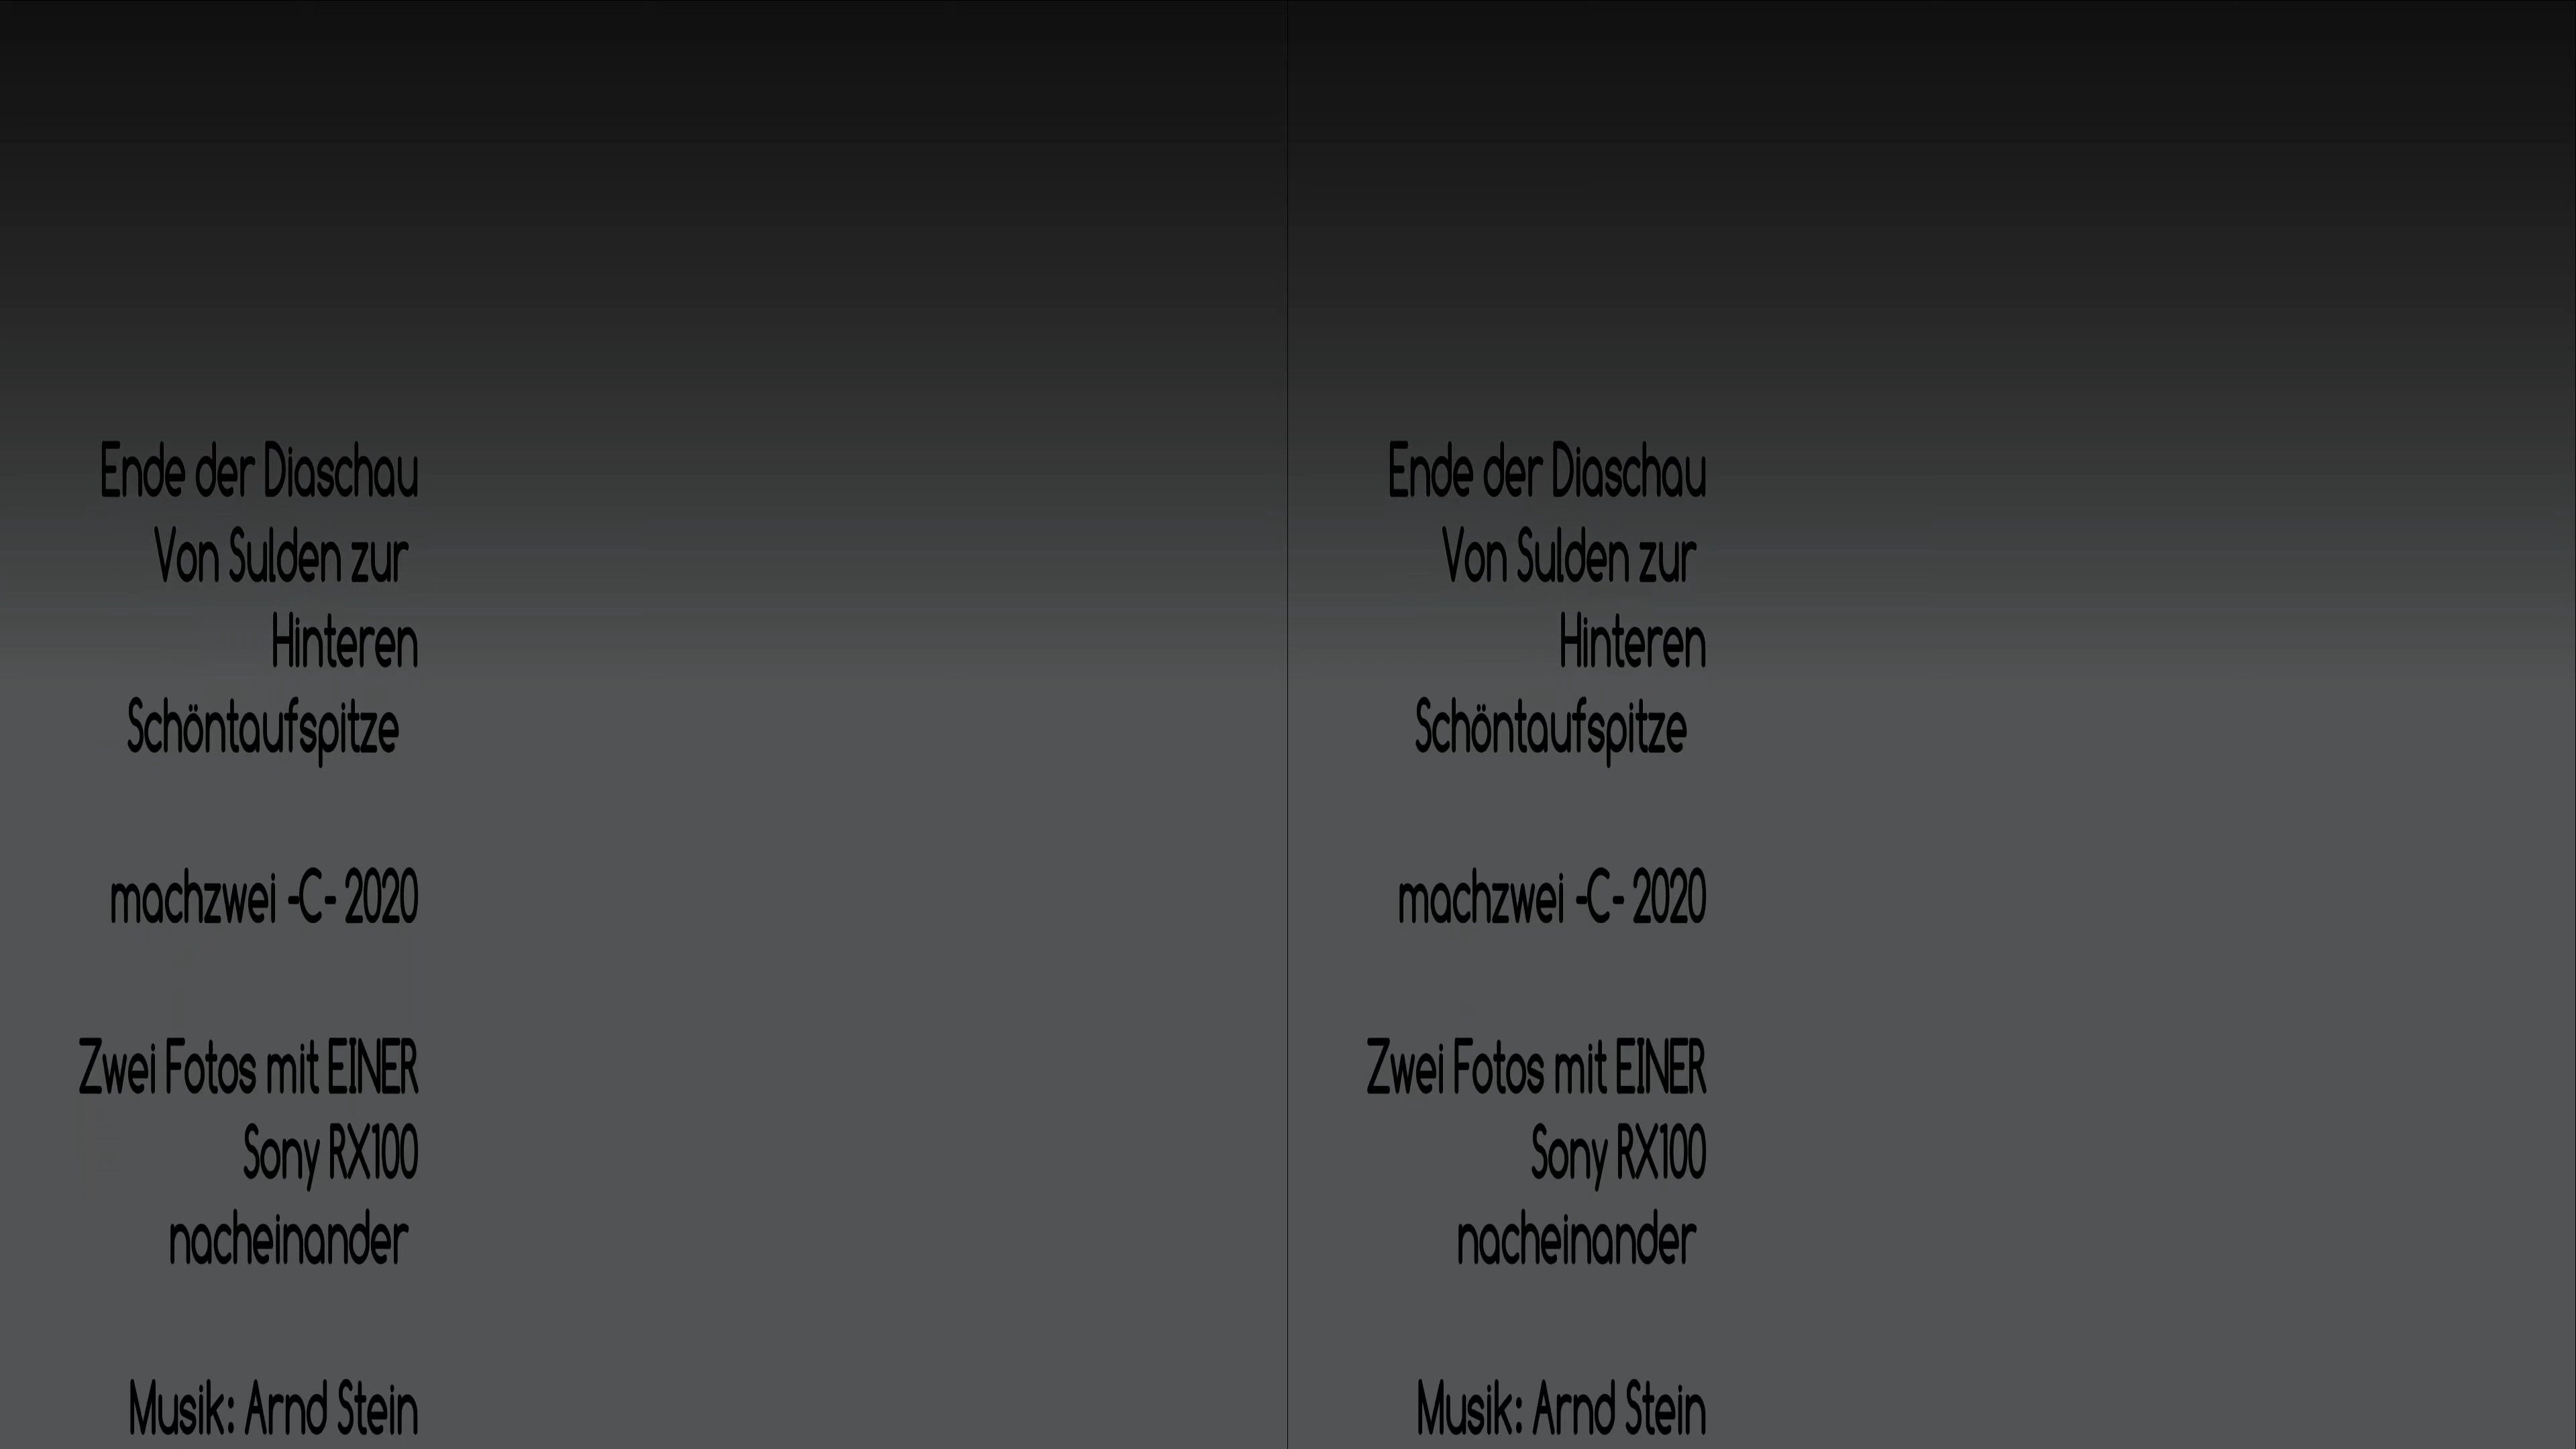 Ende der Diaschau
Von Sulden zur
Hinteren
Schöntaufspitze
machzwei -C- 2020
Zwei Fotos mit EINER
Sony RX100
nacheinander
Musik: Arnd Stein
Ende der Diaschau
Von Sulden zur
Hinteren
Schöntaufspitze
machzwei -C- 2020
Zwei Fotos mit EINER
Sony RX100
nacheinander
Musik: Arnd Stein